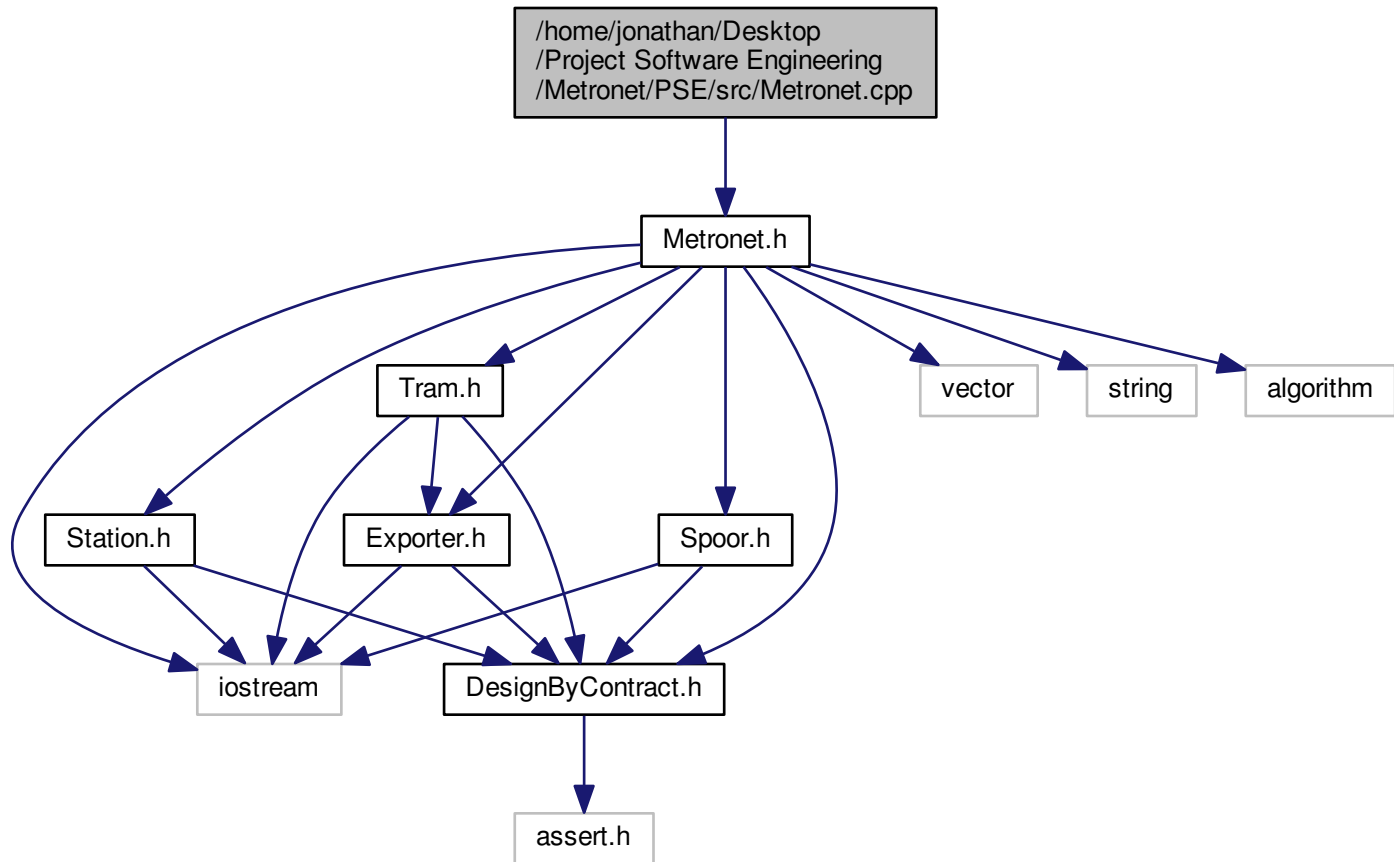 /home/jonathan/Desktop
/Project Software Engineering
/Metronet/PSE/src/Metronet.cpp
Metronet.h
Tram.h
vector
string
algorithm
Station.h
Exporter.h
Spoor.h
iostream
DesignByContract.h
assert.h